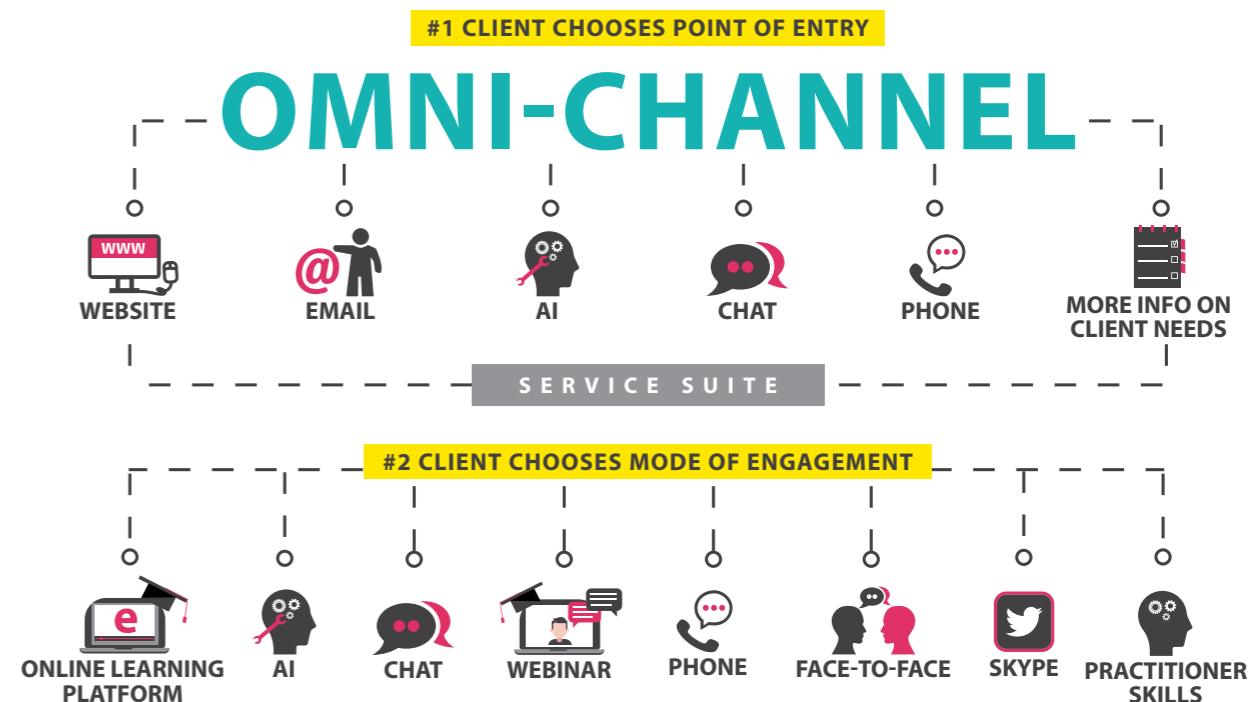 #1 CLIENT CHOOSES POINT OF ENTRY
OMNI-CHANNEL
WWW
@
WEBSITE
EMAIL
AI
CHAT
PHONE
MORE INFO ON
CLIENT NEEDS
SERVICE SUITE
#2 CLIENT CHOOSES MODE OF ENGAGEMENT
e
ONLINE LEARNING
PLATFORM
AI
CHAT
WEBINAR
PHONE
FACE-TO-FACE
SKYPE
PRACTITIONER
SKILLS